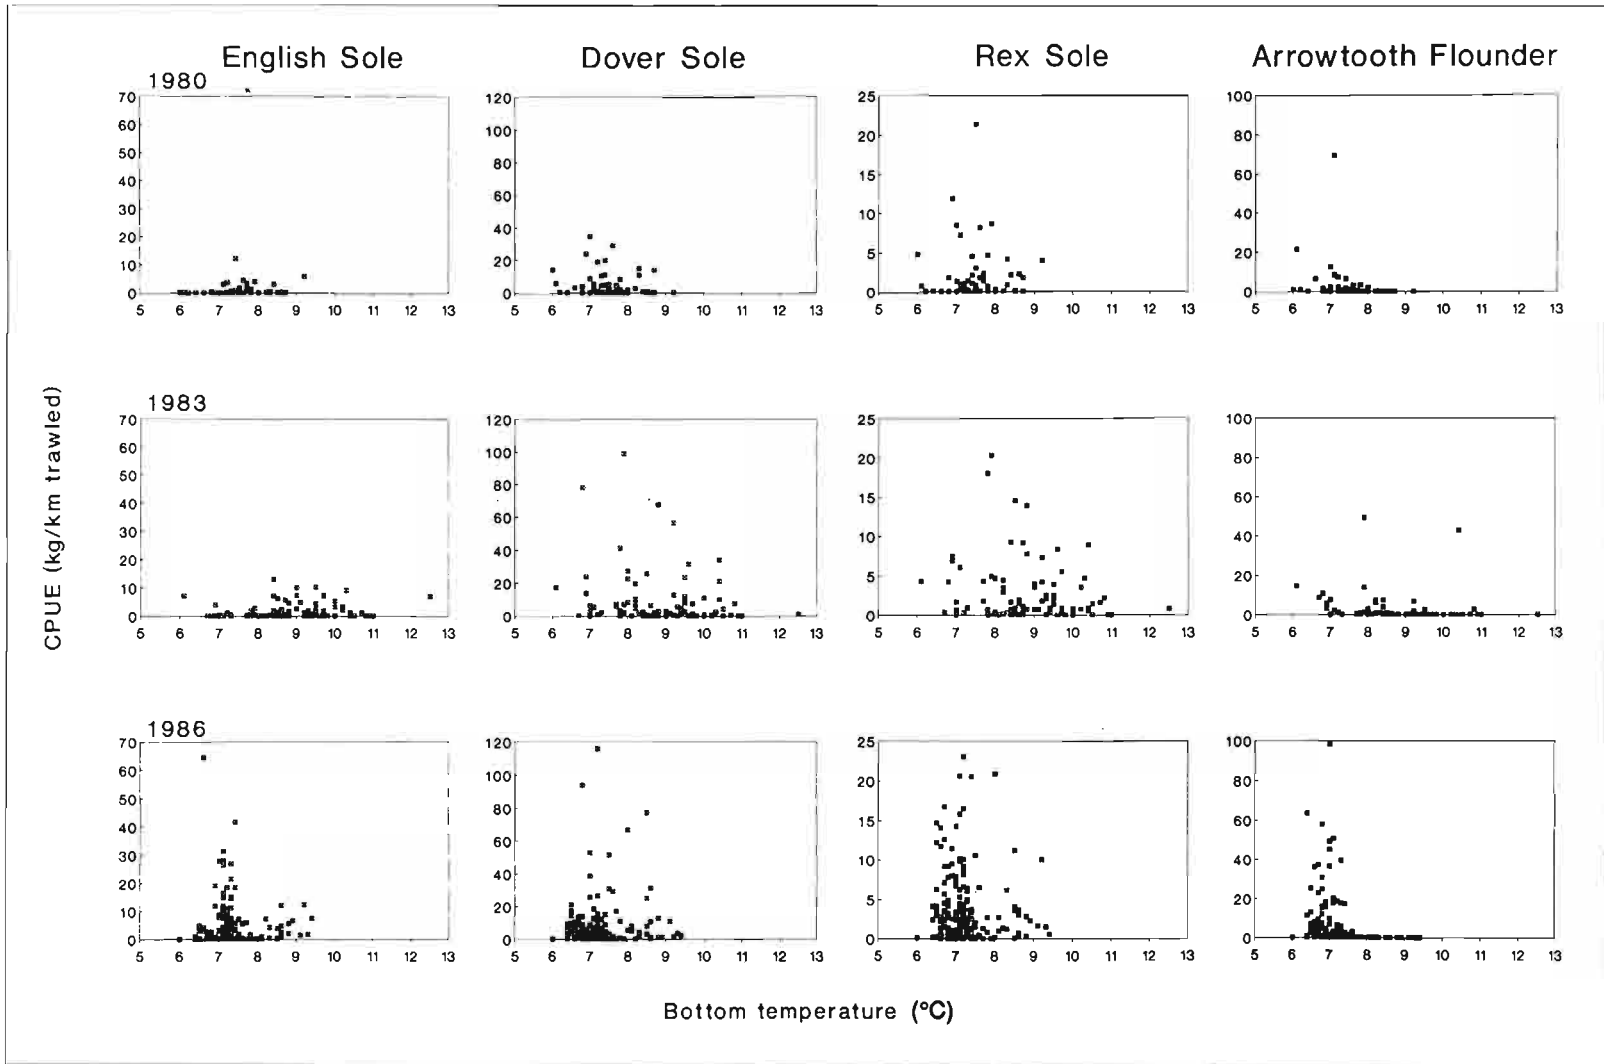 English Sole Dover Sole Rex Sole Arrowtooth Flounder
1980
70 60 50 40 30 20 10 0
5 6 7 8 9 10 11 12 13
120 100 80 60 40 20 0
5 6 7 8 9 10 11 12 13
25 20 15 10 5 0
5 6 7 8 9 10 11 12 13
100 80 60 40 20 0
5 6 7 8 9 10 11 12 13
CPUE (kg/km trawled)
1983
70 60 50 40 30 20 10 0
5 6 7 8 9 10 11 12 13
120 100 80 60 40 20 0
5 6 7 8 9 10 11 12 13
25 20 15 10 5 0
5 6 7 8 9 10 11 12 13
100 80 60 40 20 0
5 6 7 8 9 10 11 12 13
1986
70 60 50 40 30 20 10 0
5 6 7 8 9 10 11 12 13
120 100 80 60 40 20 0
5 6 7 8 9 10 11 12 13
25 20 15 10 5 0
5 6 7 8 9 10 11 12 13
100 80 60 40 20 0
5 6 7 8 9 10 11 12 13
Bottom temperature (°C)